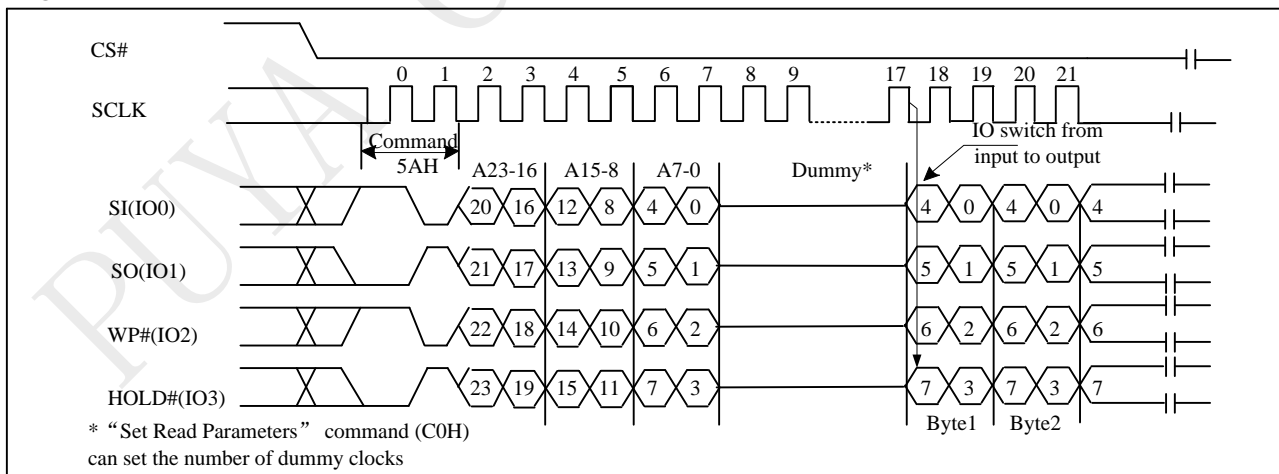 CS#
0 1 2 3 4 5 6 7 8 9 17 18 19 20 21
SCLK
Command
5AH
IO switch from
input to output
A23-16 A15-8 A7-0 Dummy*
SI(IO0) 20 16 12 8 4 0 4 0 4 0 4
SO(IO1) 21 17 13 9 5 1 5 1 5 1 5
WP#(IO2) 22 18 14 10 6 2 6 2 6 2 6
HOLD#(IO3) 23 19 15 11 7 3 7 3 7 3 7
Byte1 Byte2
* “Set Read Parameters” command (C0H)
can set the number of dummy clocks
PUYA